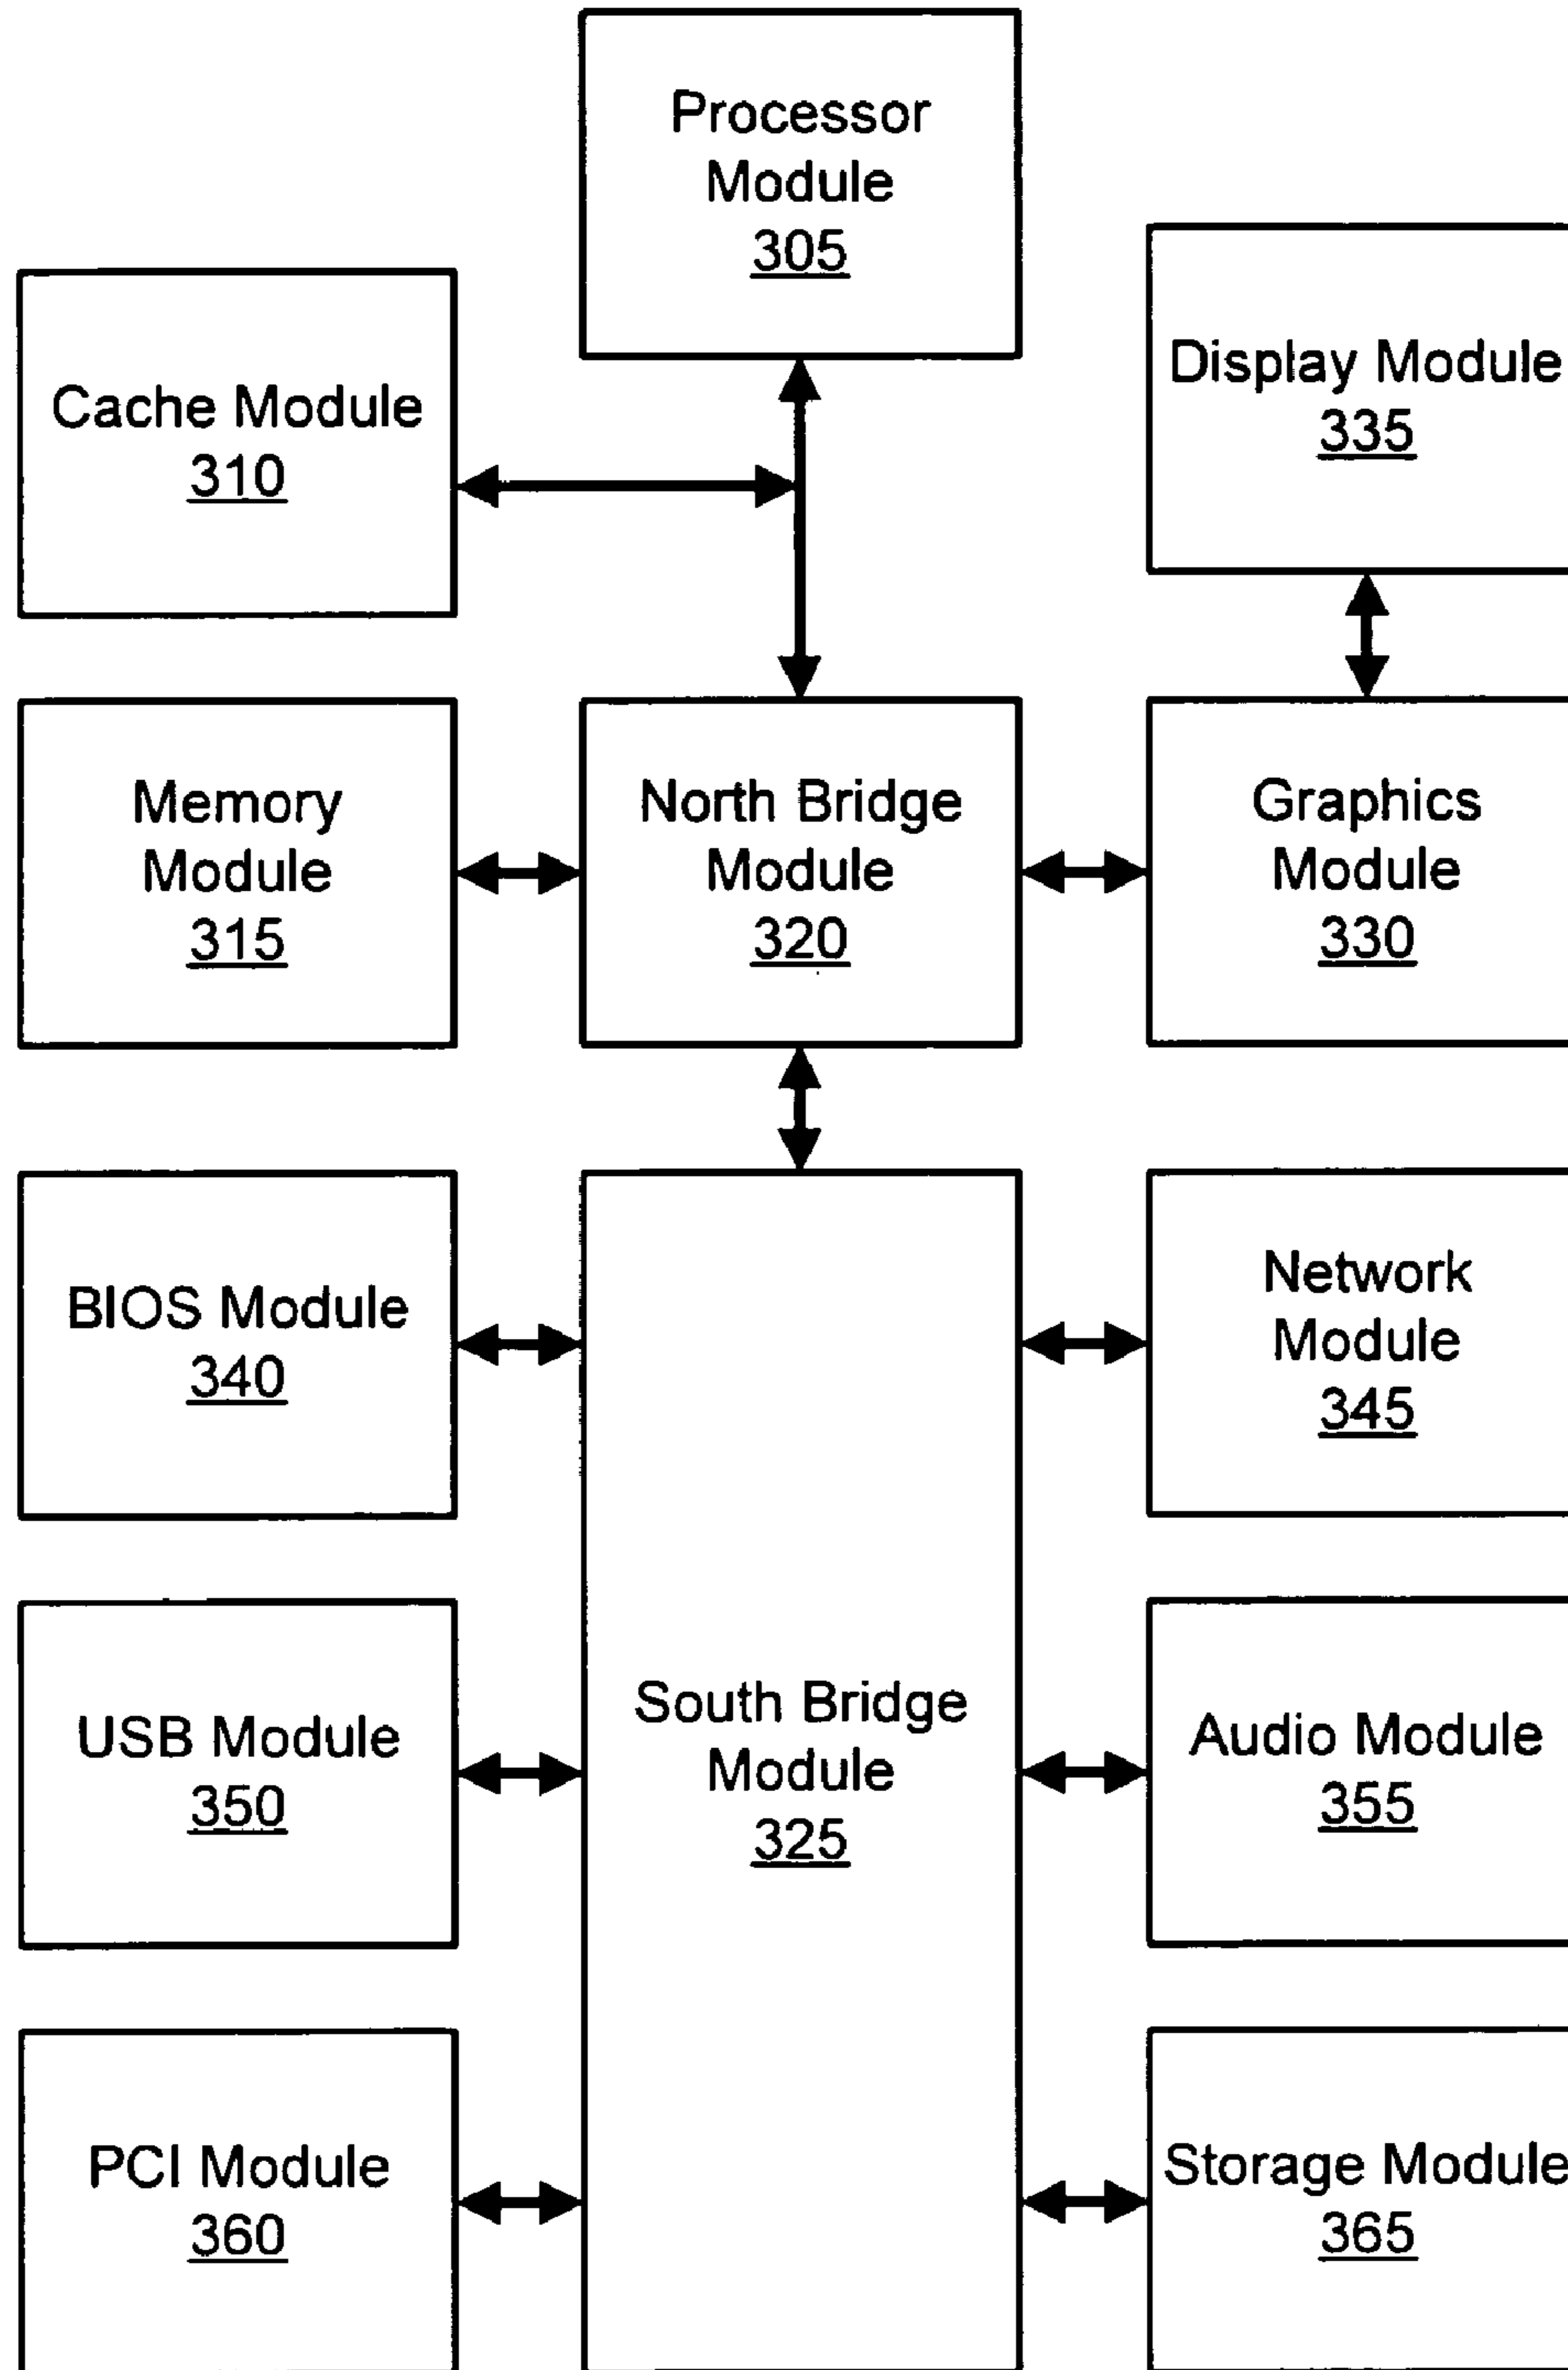 Processor
Module
305
Cache Module
310
Display Module
335
Memory
Module
315
North Bridge
Module
320
Graphics
Module
330
BIOS Module
340
Network
Module
345
USB Module
350
South Bridge
Module
325
Audio Module
355
PCI Module
360
Storage Module
365